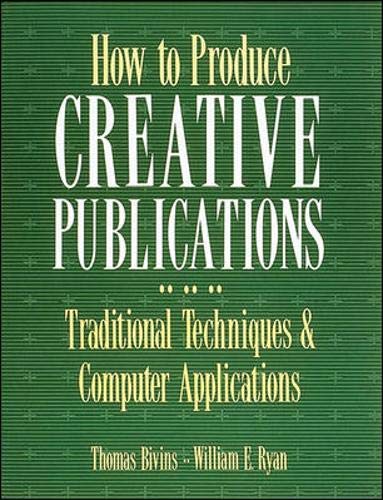 How to Produce
CREATIVE
PUBLICATIONS
Traditional Techniques &
Computer Applications
Thomas Bivins -- William E. Ryan